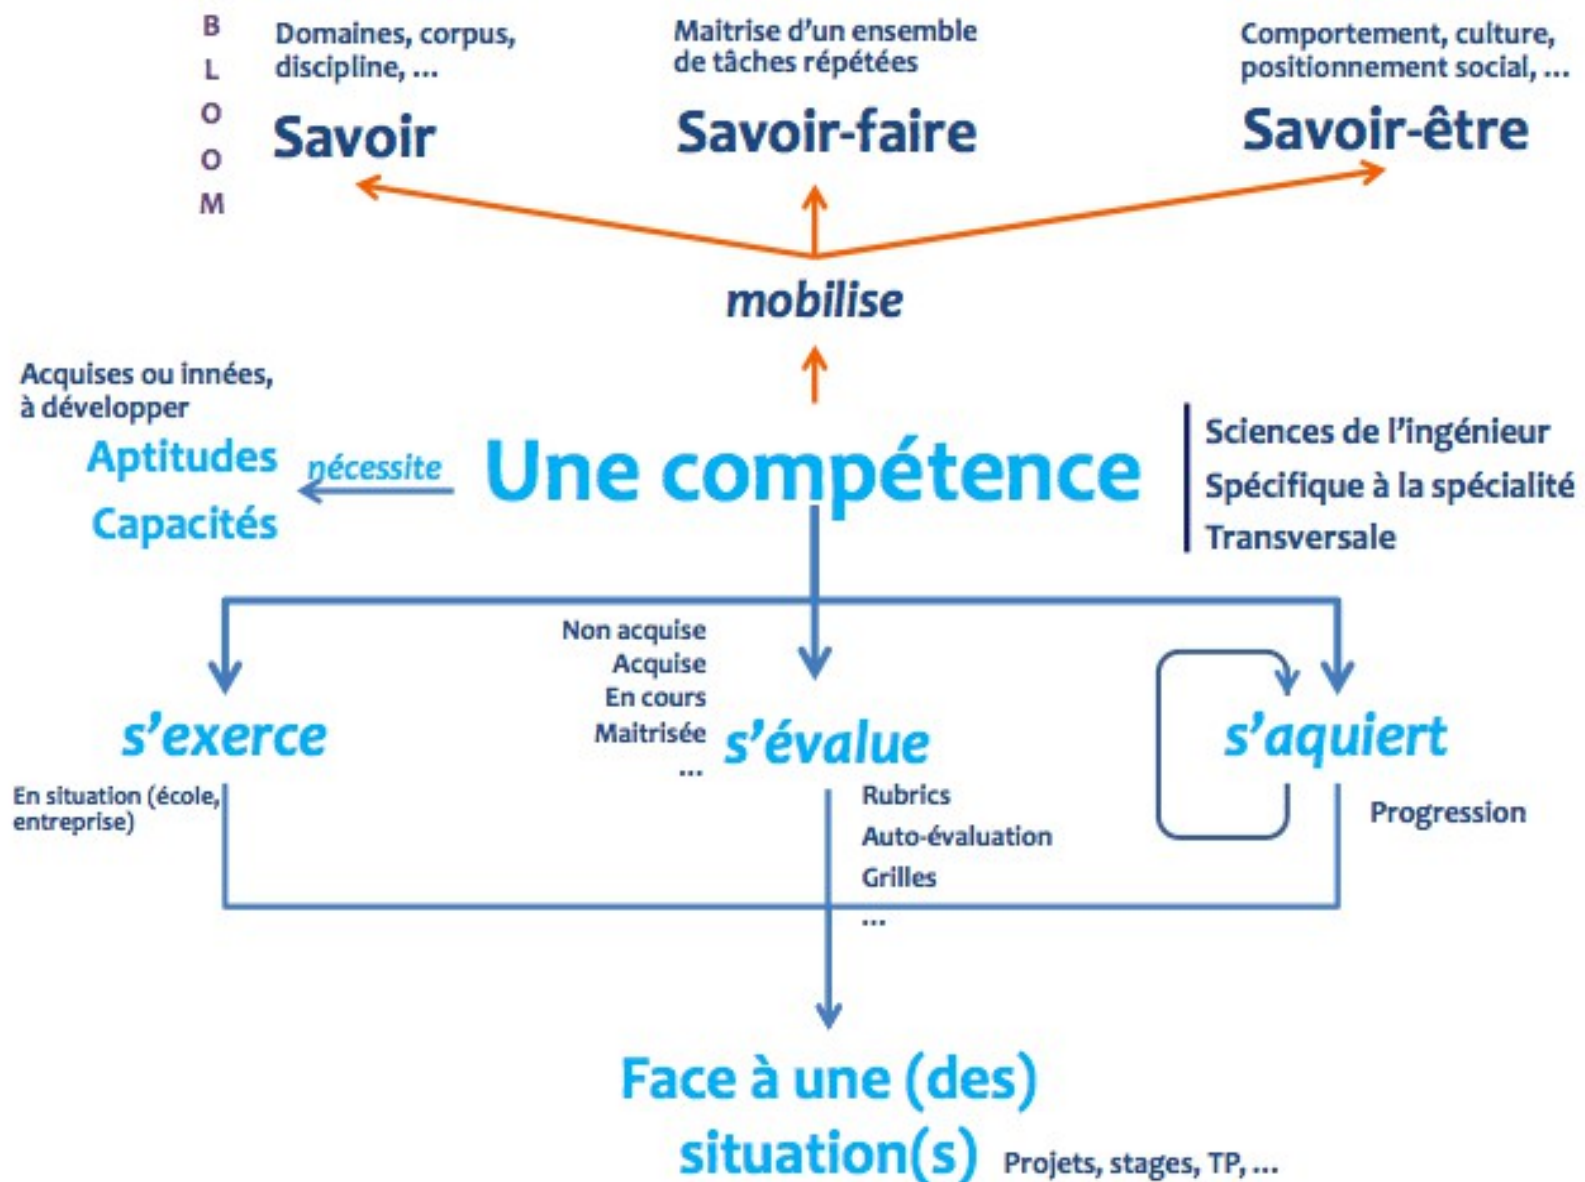 B
L
O
O
M
Domaines, corpus,
discipline, ...
Savoir
Maitrise d'un ensemble
de tâches répétées
Savoir-faire
Comportement, culture,
positionnement social, ...
Savoir-être
mobilise
Acquises ou innées,
à développer
Aptitudes
Capacités
nécessite
Une compétence
Sciences de l'ingénieur
Spécifique à la spécialité
Transversale
s'exerce
En situation (école,
entreprise)
Non acquise
Acquise
En cours
Maitrisée
...
s'évalue
Rubrics
Auto-évaluation
Grilles
...
s'aquiert
Progression
Face à une (des)
situation(s)
Projets, stages, TP, ...